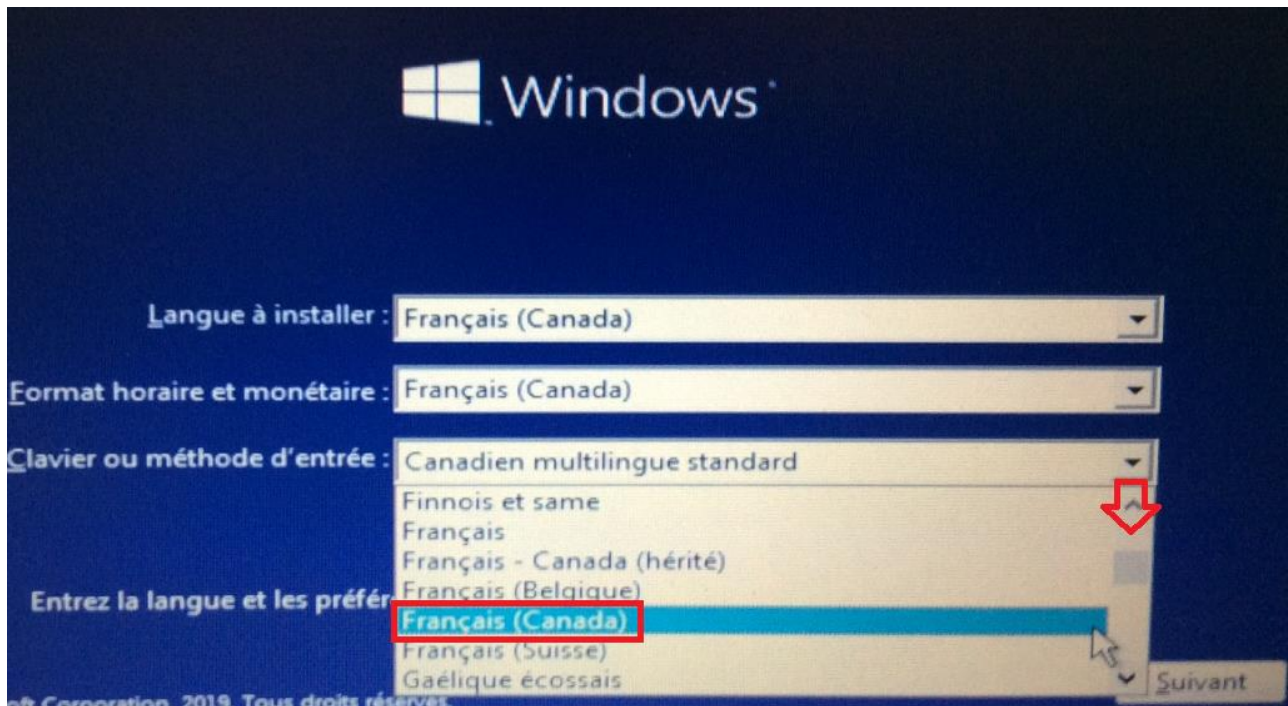 Windows
Langue à installer : Français (Canada)
Format horaire et monétaire : Français (Canada)
Clavier ou méthode d'entrée : Canadien multilingue standard
Finnois et same
Français
Français - Canada (hérité)
Français (Belgique)
Entrez la langue et les préfér
Français (Canada)
Français (Suisse)
Gaélique écossais
Suivant
Corporation, 2019. Tous droits réservés.